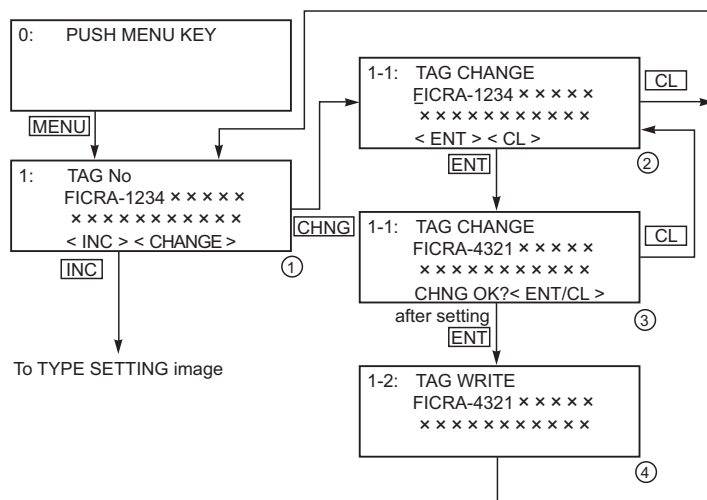 0: PUSH MENU KEY
MENU
1: TAG No
FICRA-1234 × × × × ×
× × × × × × × × × × ×
< INC > < CHANGE >
①
INC
CHNG
To TYPE SETTING image
1-1: TAG CHANGE
FICRA-1234 × × × × ×
× × × × × × × × × × ×
< ENT > < CL >
②
CL
ENT
1-1: TAG CHANGE
FICRA-4321 × × × × ×
× × × × × × × × × × ×
CHNG OK?< ENT/CL >
③
CL
after setting
ENT
1-2: TAG WRITE
FICRA-4321 × × × × ×
× × × × × × × × × × ×
④